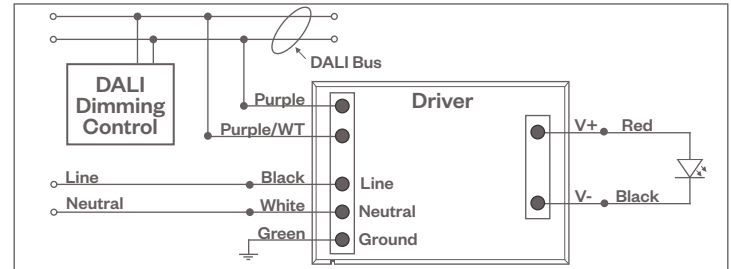 DALI Bus
DALI
Dimming
Control
Driver
Purple
Purple/WT
V+ Red
Line Black Line
Neutral White Neutral
V- Black
Green Ground